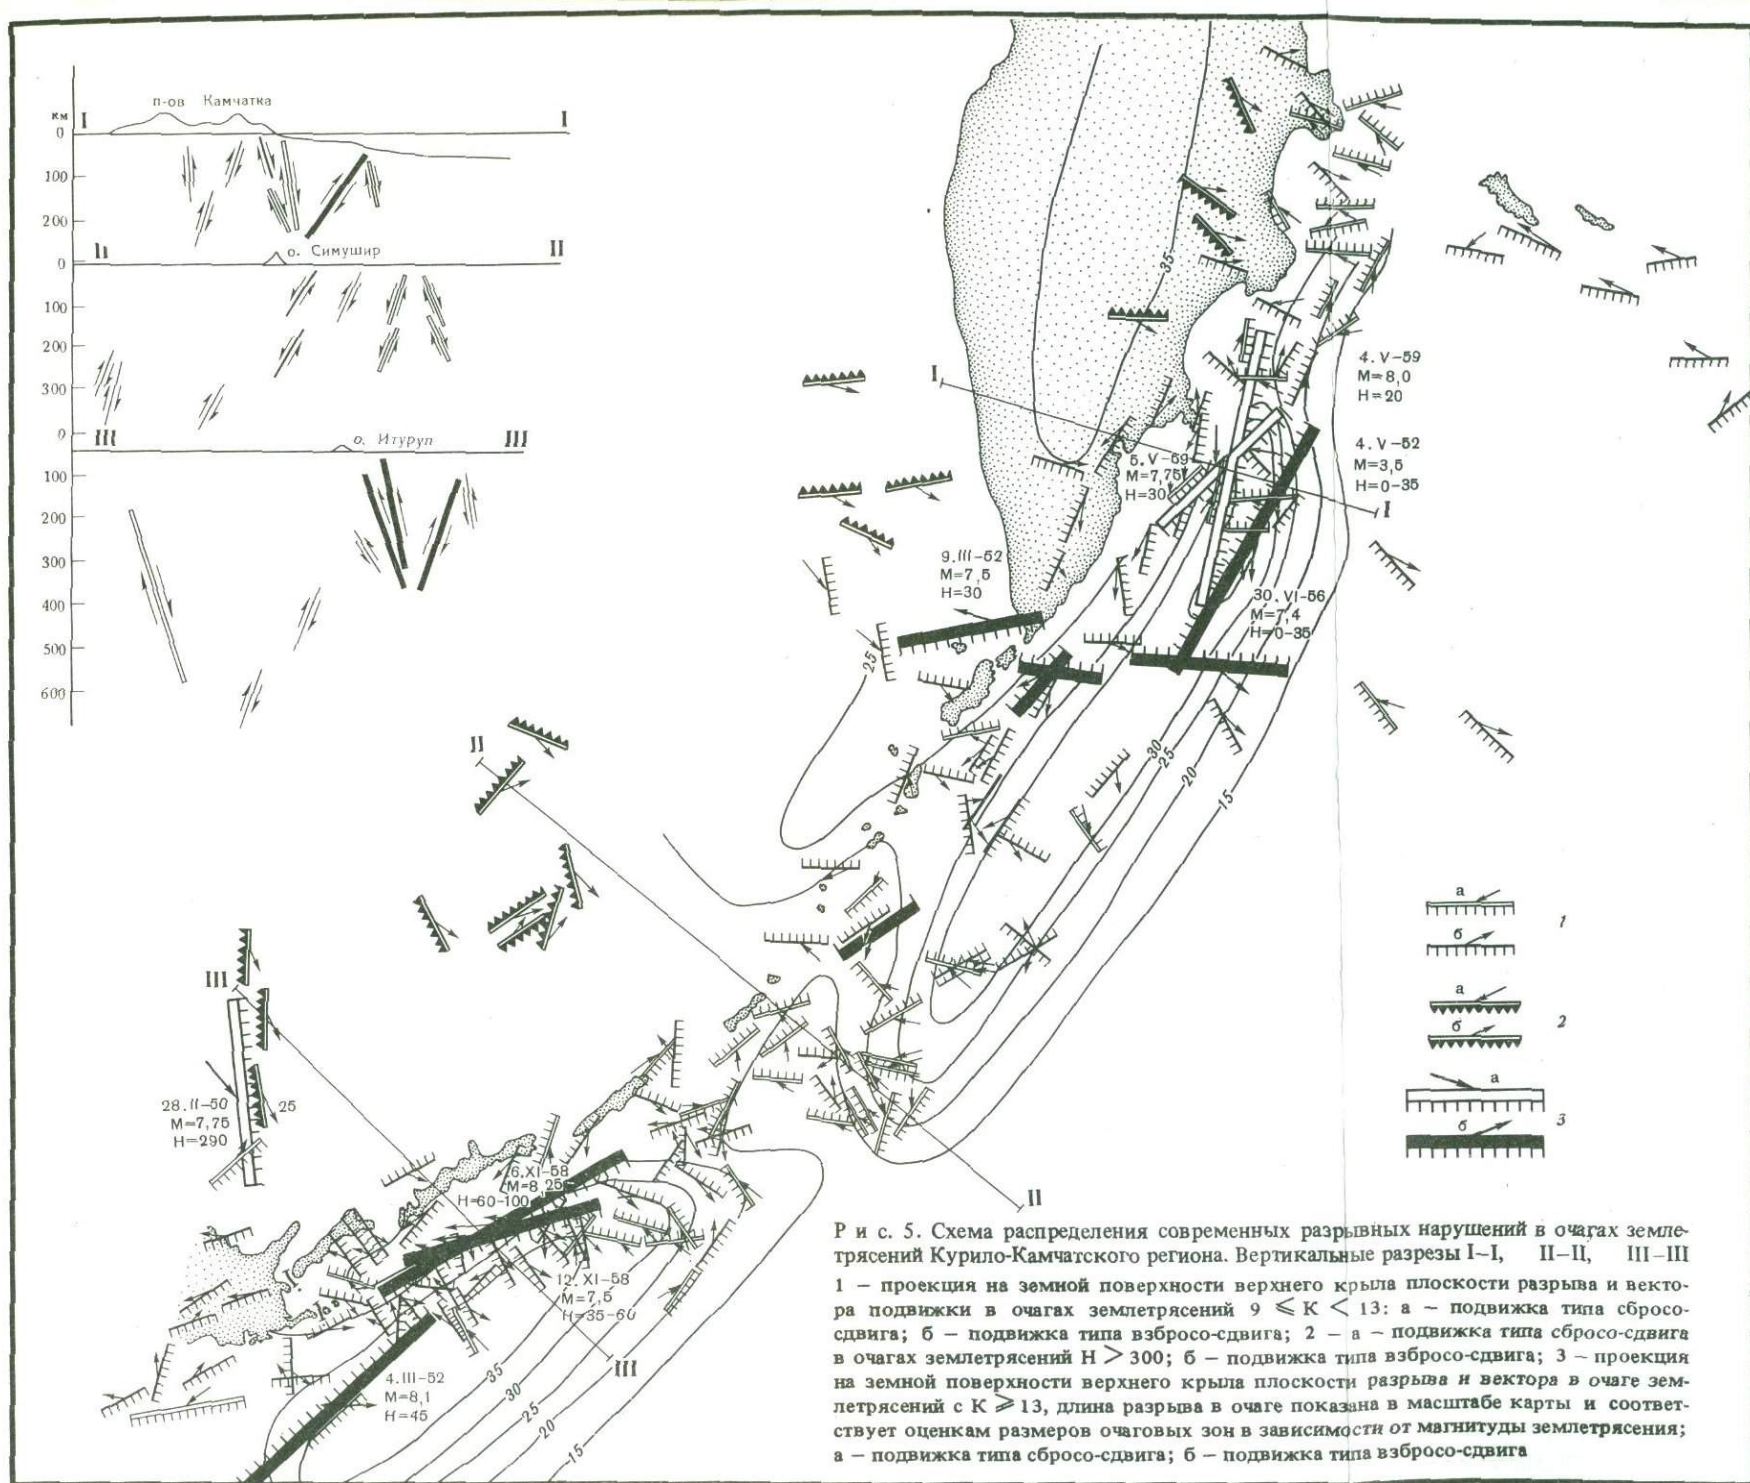 п-ов Камчатка
км
I I
0
100
200
II о. Симушир II
0
100
200
300
0
III о. Итуруп III
100
200
300
400
500
600
35
I
4. V-59
M=8,0
H=20
4. V-52
M=3,5
H=0-35
I
5. V-59
M=7,75
H=30
9.III-52
M=7,5
H=30
30. VI-56
M=7,4
H=0-35
25
30
25
20
15
II
III
28.II-50
M=7,75
H=290
25
6.XI-58
M=8,25
H=60-100
12. XI-58
M=7,5
H=35-60
II
III
4.III-52
M=8,1
H=45
35
30
25
20
15
а
1
б
а
2
б
а
3
б
Р и с. 5. Схема распределения современных разрывных нарушений в очагах земле-
трясений Курило-Камчатского региона. Вертикальные разрезы I-I, II-II, III-III
1 — проекция на земной поверхности верхнего крыла плоскости разрыва и векто-
ра подвижки в очагах землетрясений 9 ⩽ К < 13: а — подвижка типа сбросо-
сдвига; б — подвижка типа взбросо-сдвига; 2 — а — подвижка типа сбросо-сдвига
в очагах землетрясений Н > 300; б — подвижка типа взбросо-сдвига; 3 — проекция
на земной поверхности верхнего крыла плоскости разрыва и вектора в очаге зем-
летрясений с К ⩾ 13, длина разрыва в очаге показана в масштабе карты и соответ-
ствует оценкам размеров очаговых зон в зависимости от магнитуды землетрясения;
а — подвижка типа сбросо-сдвига; б — подвижка типа взбросо-сдвига